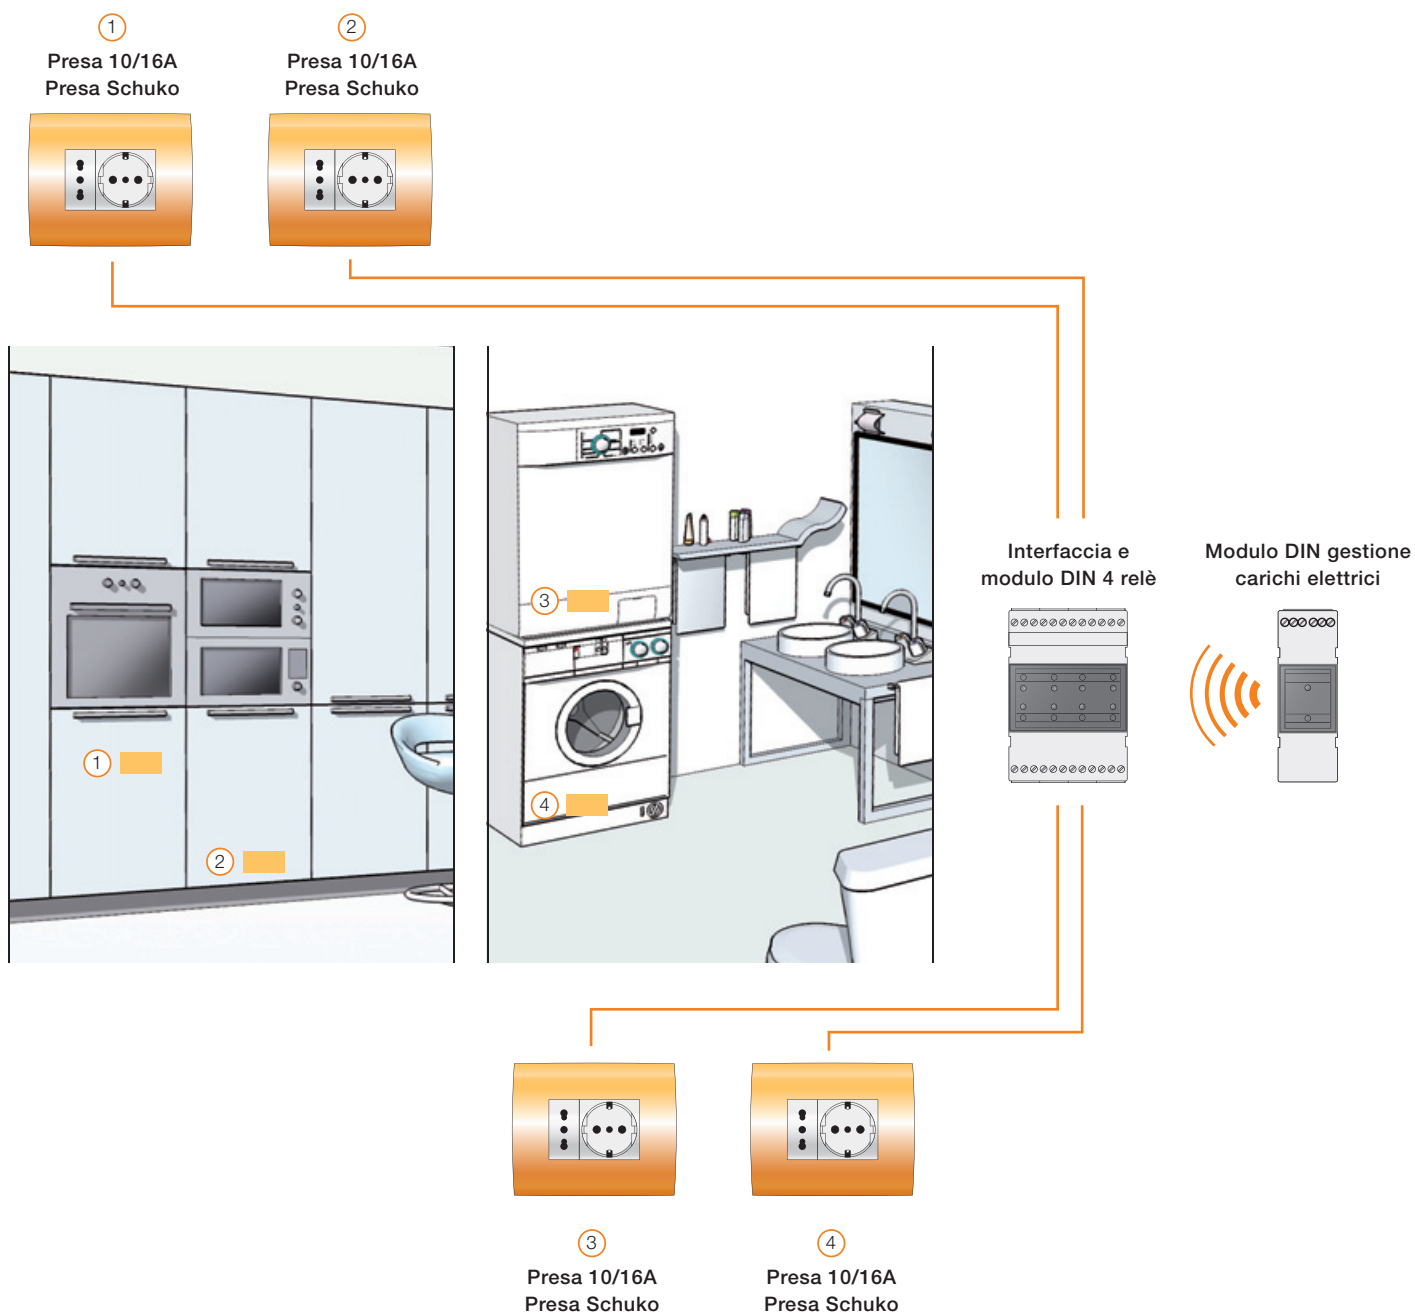 1
Presa 10/16A
Presa Schuko
2
Presa 10/16A
Presa Schuko
Interfaccia e
modulo DIN 4 relè
Modulo DIN gestione
carichi elettrici
1
2
3
4
3
Presa 10/16A
Presa Schuko
4
Presa 10/16A
Presa Schuko